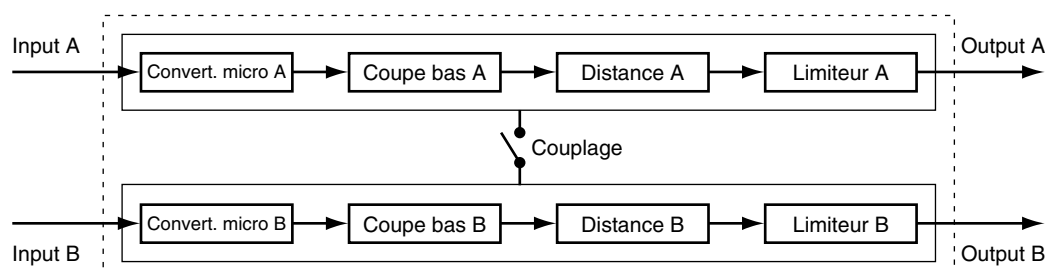 Input A
Output A
Convert. micro A
Coupe bas A
Distance A
Limiteur A
Couplage
Convert. micro B
Coupe bas B
Distance B
Limiteur B
Input B
Output B